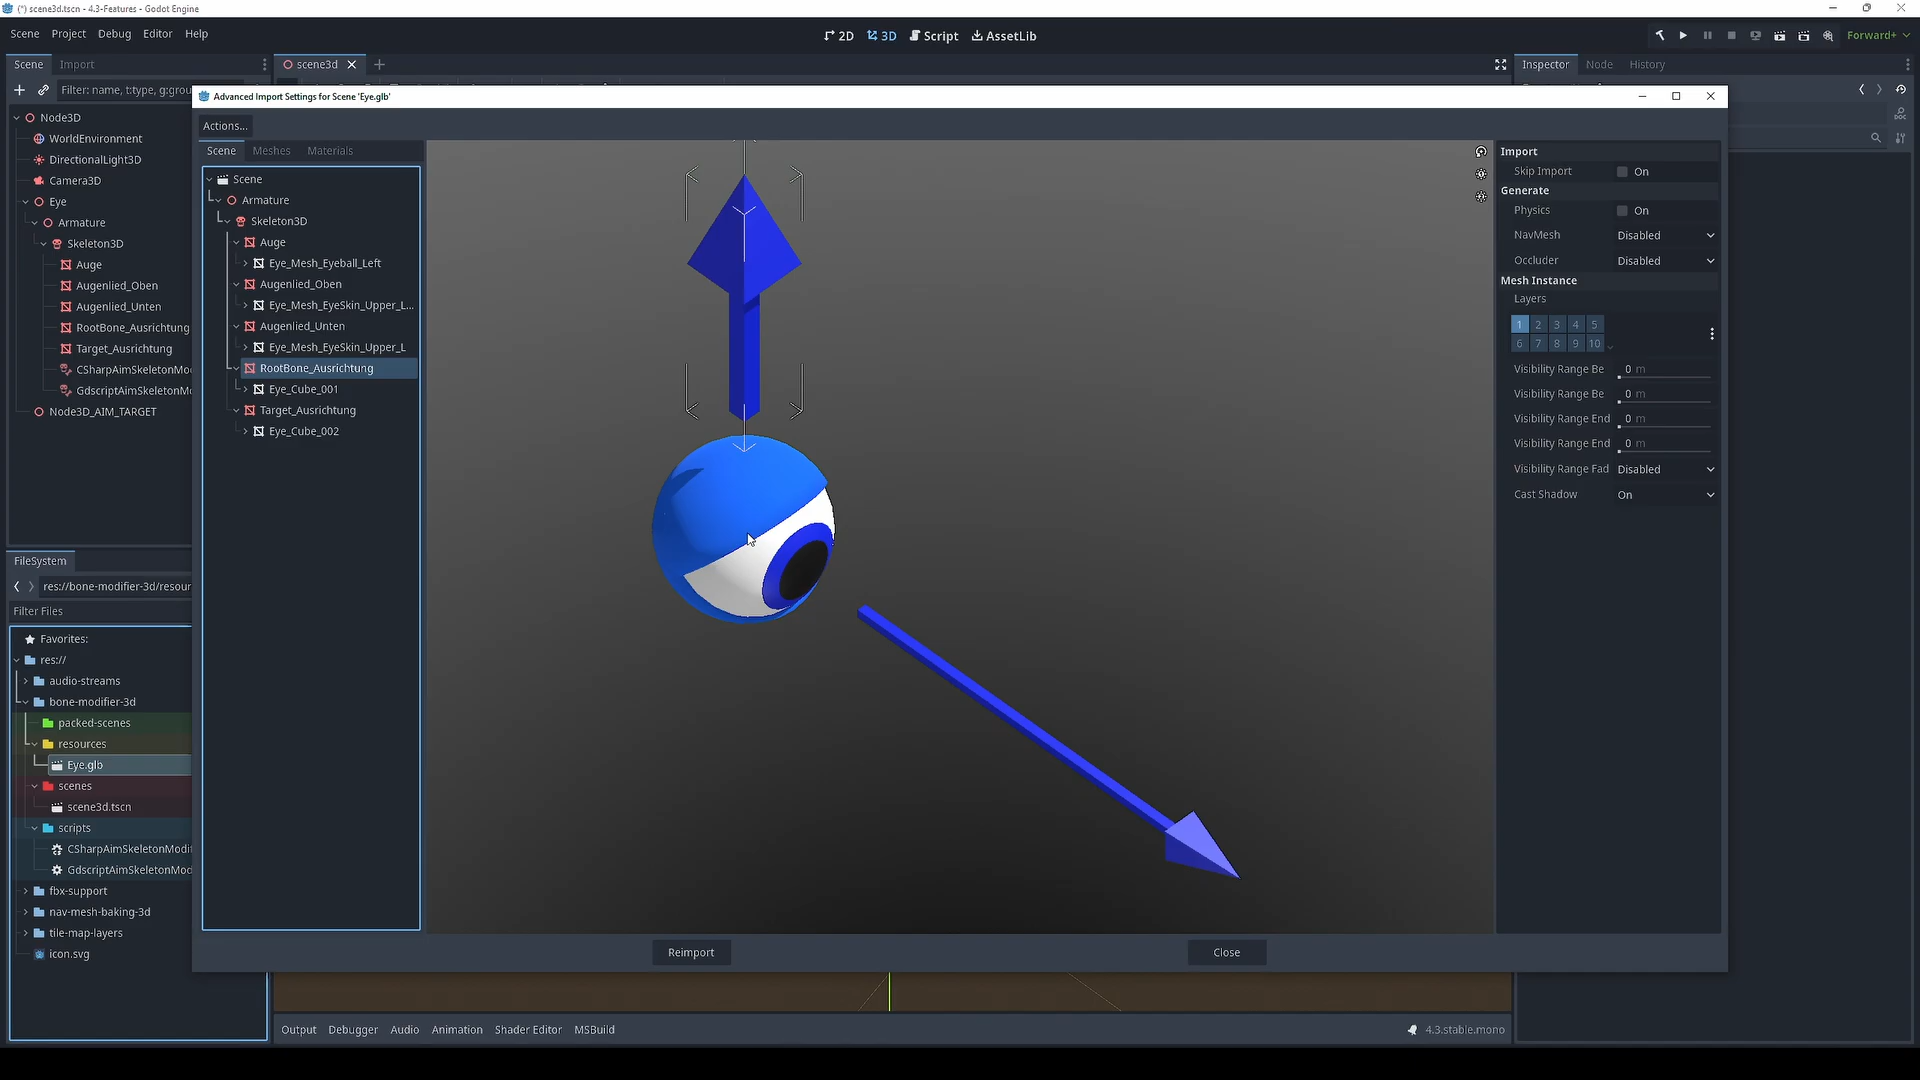 (*) scene3d.tscn - 4.3-Features - Godot Engine
Scene Project Debug Editor Help
2D 3D Script AssetLib
Forward+
Scene Import
scene3d
Inspector Node History
Filter: name, t:type, g:grou
Node3D
WorldEnvironment
DirectionalLight3D
Camera3D
Eye
Armature
Skeleton3D
Auge
Augenlied_Oben
Augenlied_Unten
RootBone_Ausrichtung
Target_Ausrichtung
CSharpAimSkeletonMo
GdscriptAimSkeletonM
Node3D_AIM_TARGET
FileSystem
res://bone-modifier-3d/resour
Filter Files
Favorites:
res://
audio-streams
bone-modifier-3d
packed-scenes
resources
Eye.glb
scenes
scene3d.tscn
scripts
CSharpAimSkeletonModif
GdscriptAimSkeletonMod
fbx-support
nav-mesh-baking-3d
tile-map-layers
icon.svg
Advanced Import Settings for Scene 'Eye.glb'
Actions...
Scene Meshes Materials
Scene
Armature
Skeleton3D
Auge
Eye_Mesh_Eyeball_Left
Augenlied_Oben
Eye_Mesh_EyeSkin_Upper_L...
Augenlied_Unten
Eye_Mesh_EyeSkin_Upper_L
RootBone_Ausrichtung
Eye_Cube_001
Target_Ausrichtung
Eye_Cube_002
Import
Skip Import On
Generate
Physics On
NavMesh Disabled
Occluder Disabled
Mesh Instance
Layers
1 2 3 4 5
6 7 8 9 10
Visibility Range Be 0 m
Visibility Range Be 0 m
Visibility Range End 0 m
Visibility Range End 0 m
Visibility Range Fad Disabled
Cast Shadow On
Reimport Close
Output Debugger Audio Animation Shader Editor MSBuild
4.3.stable.mono
DOC